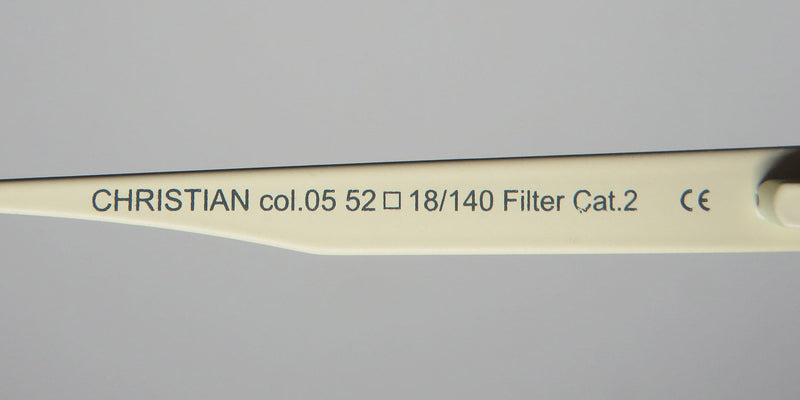 CHRISTIAN col.05 52□18/140 Filter Cat.2 CE